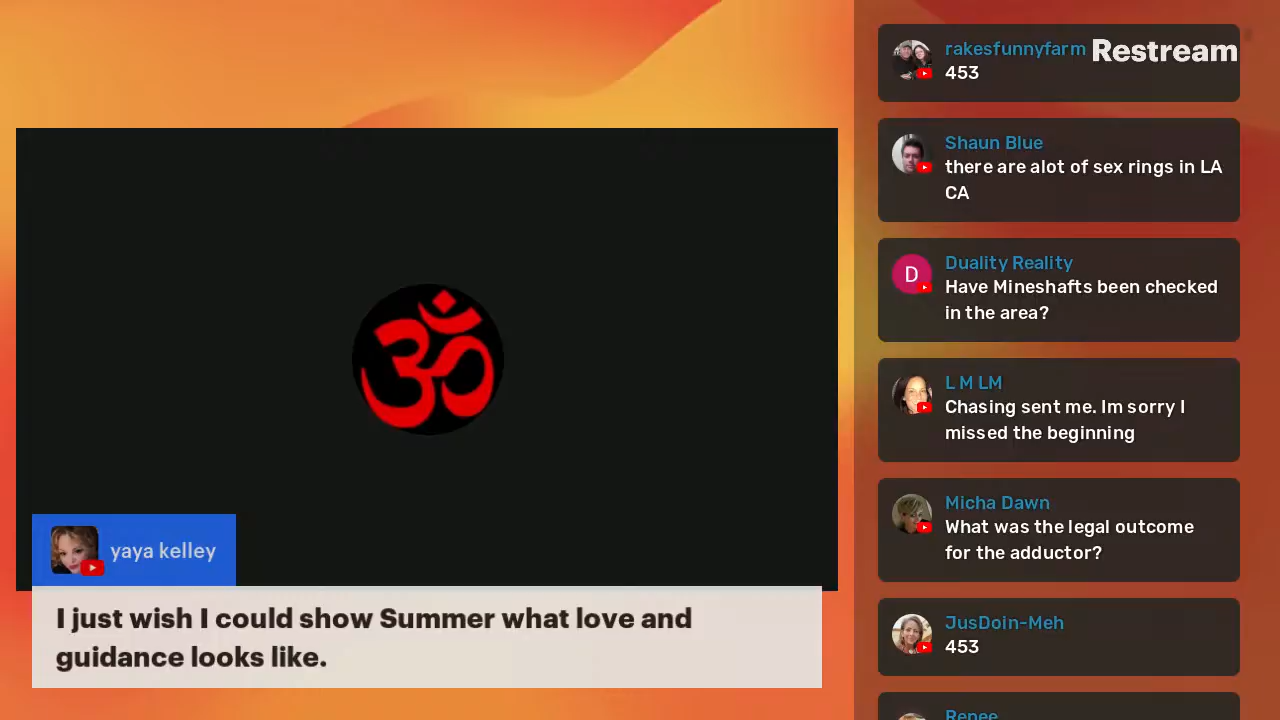 rakesfunnyfarm
Restream
453
Shaun Blue
there are alot of sex rings in LA
CA
D
Duality Reality
Have Mineshafts been checked
in the area?
L M LM
Chasing sent me. Im sorry I
missed the beginning
Micha Dawn
What was the legal outcome
for the adductor?
JusDoin-Meh
453
Renee
ॐ
yaya kelley
I just wish I could show Summer what love and
guidance looks like.